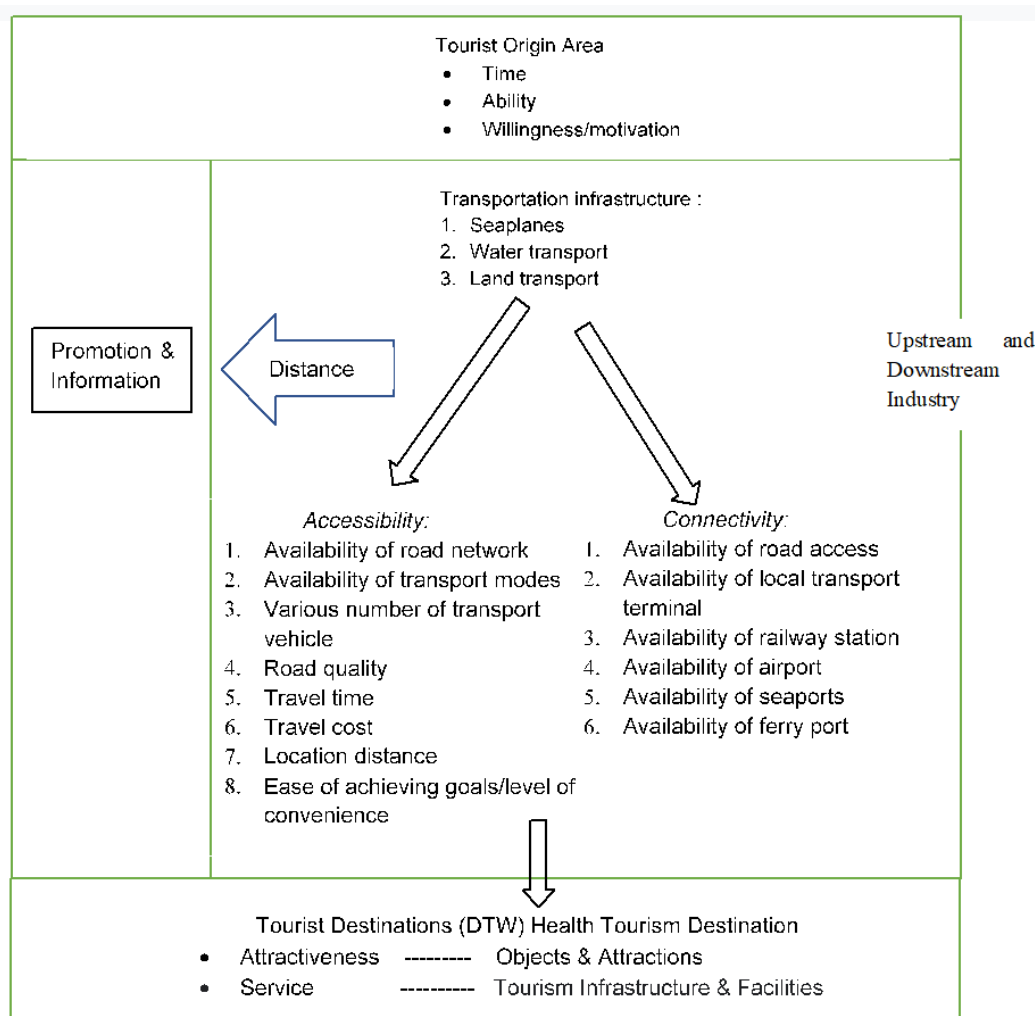 Tourist Origin Area
• Time
• Ability
• Willingness/motivation
Transportation infrastructure :
1. Seaplanes
2. Water transport
3. Land transport
Promotion &
Information
Distance
Upstream and
Downstream
Industry
Accessibility:
1. Availability of road network
2. Availability of transport modes
3. Various number of transport
vehicle
4. Road quality
5. Travel time
6. Travel cost
7. Location distance
8. Ease of achieving goals/level of
convenience
Connectivity:
1. Availability of road access
2. Availability of local transport
terminal
3. Availability of railway station
4. Availability of airport
5. Availability of seaports
6. Availability of ferry port
Tourist Destinations (DTW) Health Tourism Destination
• Attractiveness --------- Objects & Attractions
• Service ---------- Tourism Infrastructure & Facilities